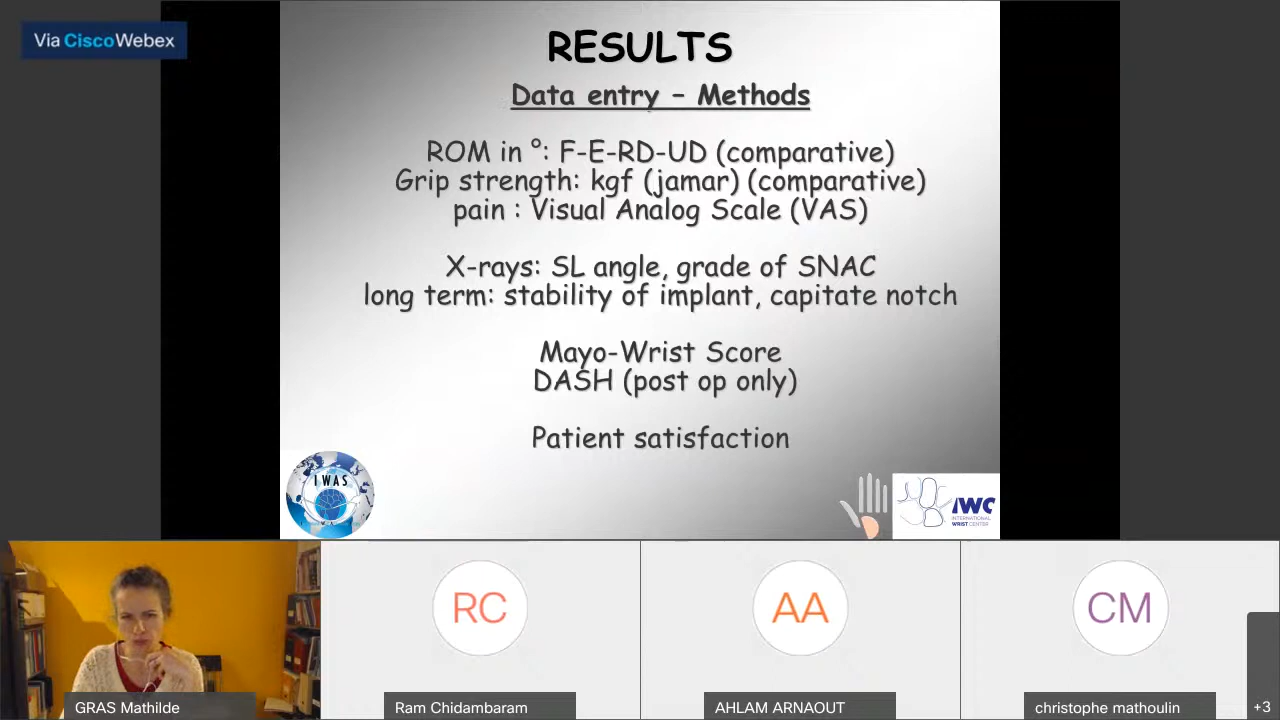 Via CiscoWebex
RESULTS
Data entry – Methods
ROM in °: F-E-RD-UD (comparative)
Grip strength: kgf (jamar) (comparative)
pain : Visual Analog Scale (VAS)
X-rays: SL angle, grade of SNAC
long term: stability of implant, capitate notch
Mayo-Wrist Score
DASH (post op only)
Patient satisfaction
IWAS
IWC
INTERNATIONAL
WRIST CENTER
RC
AA
CM
GRAS Mathilde
Ram Chidambaram
AHLAM ARNAOUT
christophe mathoulin
+3